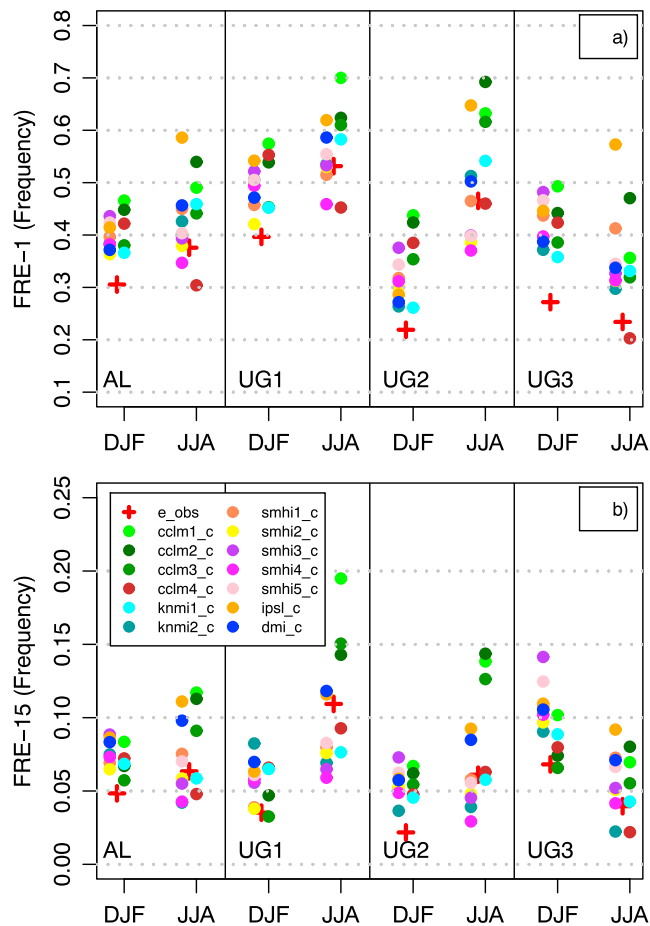 a)
FRE−1 (Frequency)
0.8
0.7
0.6
0.5
0.4
0.3
0.2
0.1
AL UG1 UG2 UG3
DJF JJA DJF JJA DJF JJA DJF JJA
b)
FRE−15 (Frequency)
0.25
0.20
0.15
0.10
0.05
0.00
e_obs smhi1_c
cclm1_c smhi2_c
cclm2_c smhi3_c
cclm3_c smhi4_c
cclm4_c smhi5_c
knmi1_c ipsl_c
knmi2_c dmi_c
AL UG1 UG2 UG3
DJF JJA DJF JJA DJF JJA DJF JJA